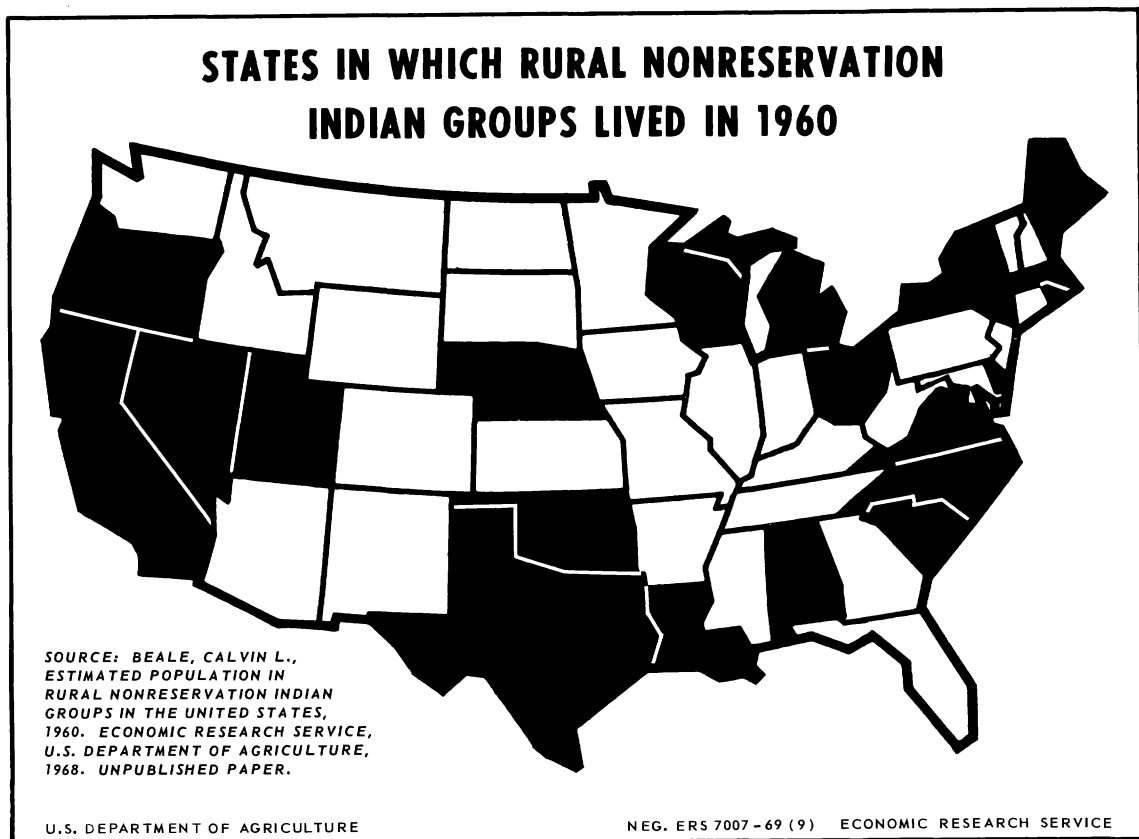 STATES IN WHICH RURAL NONRESERVATION
INDIAN GROUPS LIVED IN 1960
SOURCE: BEALE, CALVIN L.,
ESTIMATED POPULATION IN
RURAL NONRESERVATION INDIAN
GROUPS IN THE UNITED STATES,
1960. ECONOMIC RESEARCH SERVICE,
U.S. DEPARTMENT OF AGRICULTURE,
1968. UNPUBLISHED PAPER.
U.S. DEPARTMENT OF AGRICULTURE
NEG. ERS 7007-69 (9) ECONOMIC RESEARCH SERVICE